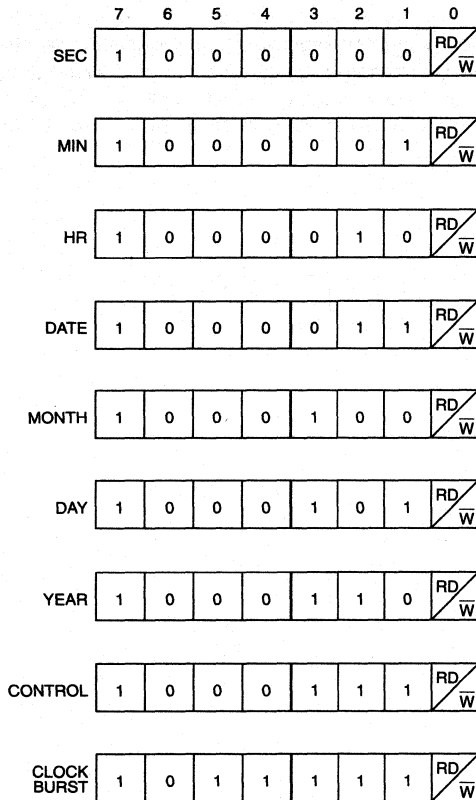 7 6 5 4 3 2 1 0
SEC 1 0 0 0 0 0 0 RD/W̅
MIN 1 0 0 0 0 0 1 RD/W̅
HR 1 0 0 0 0 1 0 RD/W̅
DATE 1 0 0 0 0 1 1 RD/W̅
MONTH 1 0 0 0 1 0 0 RD/W̅
DAY 1 0 0 0 1 0 1 RD/W̅
YEAR 1 0 0 0 1 1 0 RD/W̅
CONTROL 1 0 0 0 1 1 1 RD/W̅
CLOCK
BURST 1 0 1 1 1 1 1 RD/W̅